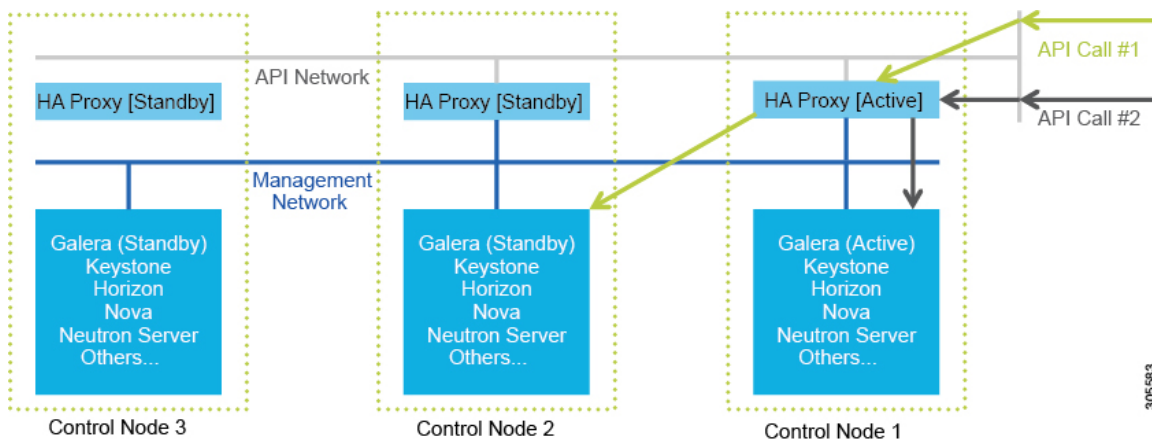 API Call #1
API Network
HA Proxy [Standby]
HA Proxy [Standby]
HA Proxy [Active]
API Call #2
Management
Network
Galera (Standby)
Keystone
Horizon
Nova
Neutron Server
Others...
Galera (Standby)
Keystone
Horizon
Nova
Neutron Server
Others...
Galera (Active)
Keystone
Horizon
Nova
Neutron Server
Others...
Control Node 3
Control Node 2
Control Node 1
305583